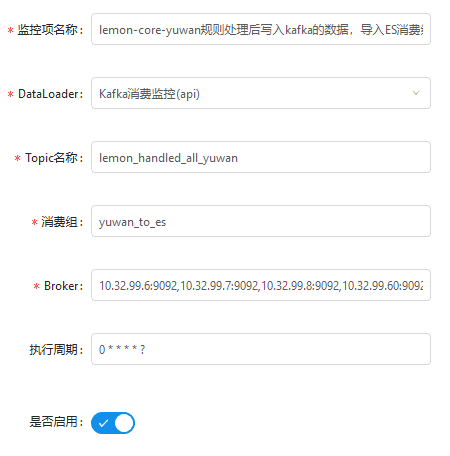 * 监控项名称: lemon-core-yuwan规则处理后写入kafka的数据，导入ES消费
* DataLoader: Kafka消费监控(api)
* Topic名称: lemon_handled_all_yuwan
* 消费组: yuwan_to_es
* Broker: 10.32.99.6:9092,10.32.99.7:9092,10.32.99.8:9092,10.32.99.60:9092
执行周期: 0 * * * * ?
是否启用: